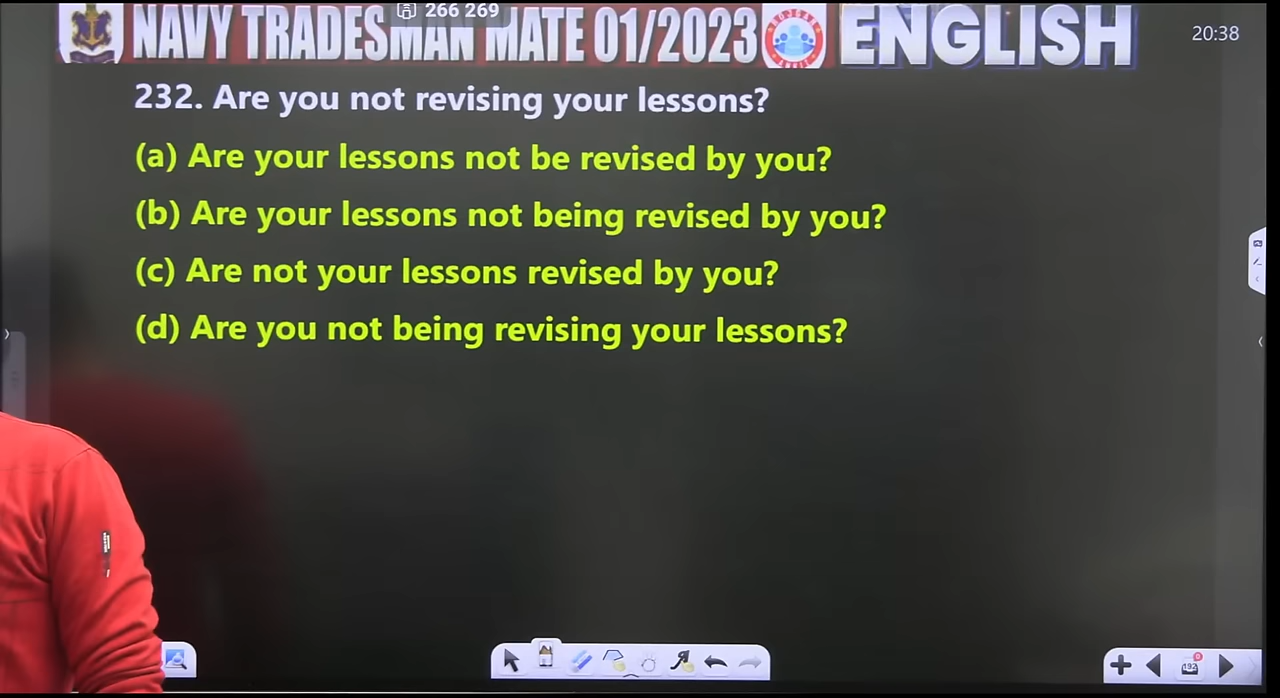 266 269
NAVY TRADESMAN MATE 01/2023 ENGLISH
20:38
232. Are you not revising your lessons?
(a) Are your lessons not be revised by you?
(b) Are your lessons not being revised by you?
(c) Are not your lessons revised by you?
(d) Are you not being revising your lessons?
192